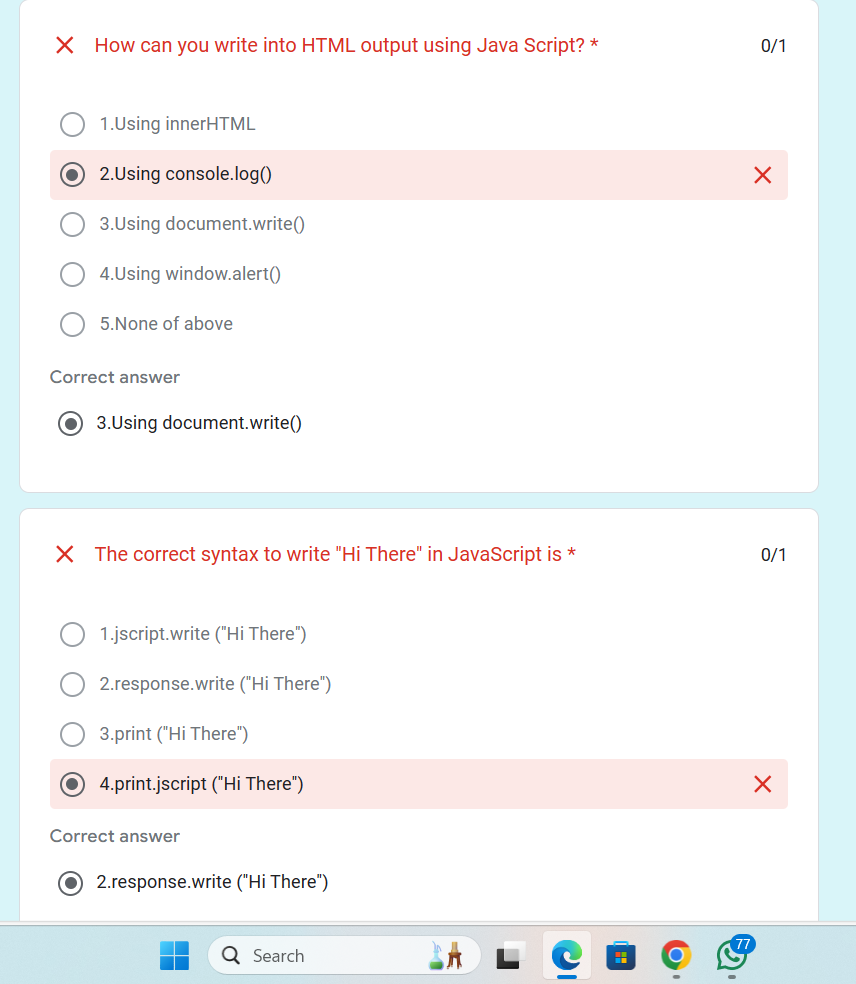 How can you write into HTML output using Java Script? *
0/1
1.Using innerHTML
2.Using console.log()
3.Using document.write()
4.Using window.alert()
5.None of above
Correct answer
3.Using document.write()
The correct syntax to write "Hi There" in JavaScript is *
0/1
1.jscript.write ("Hi There")
2.response.write ("Hi There")
3.print ("Hi There")
4.print.jscript ("Hi There")
Correct answer
2.response.write ("Hi There")
Search
77